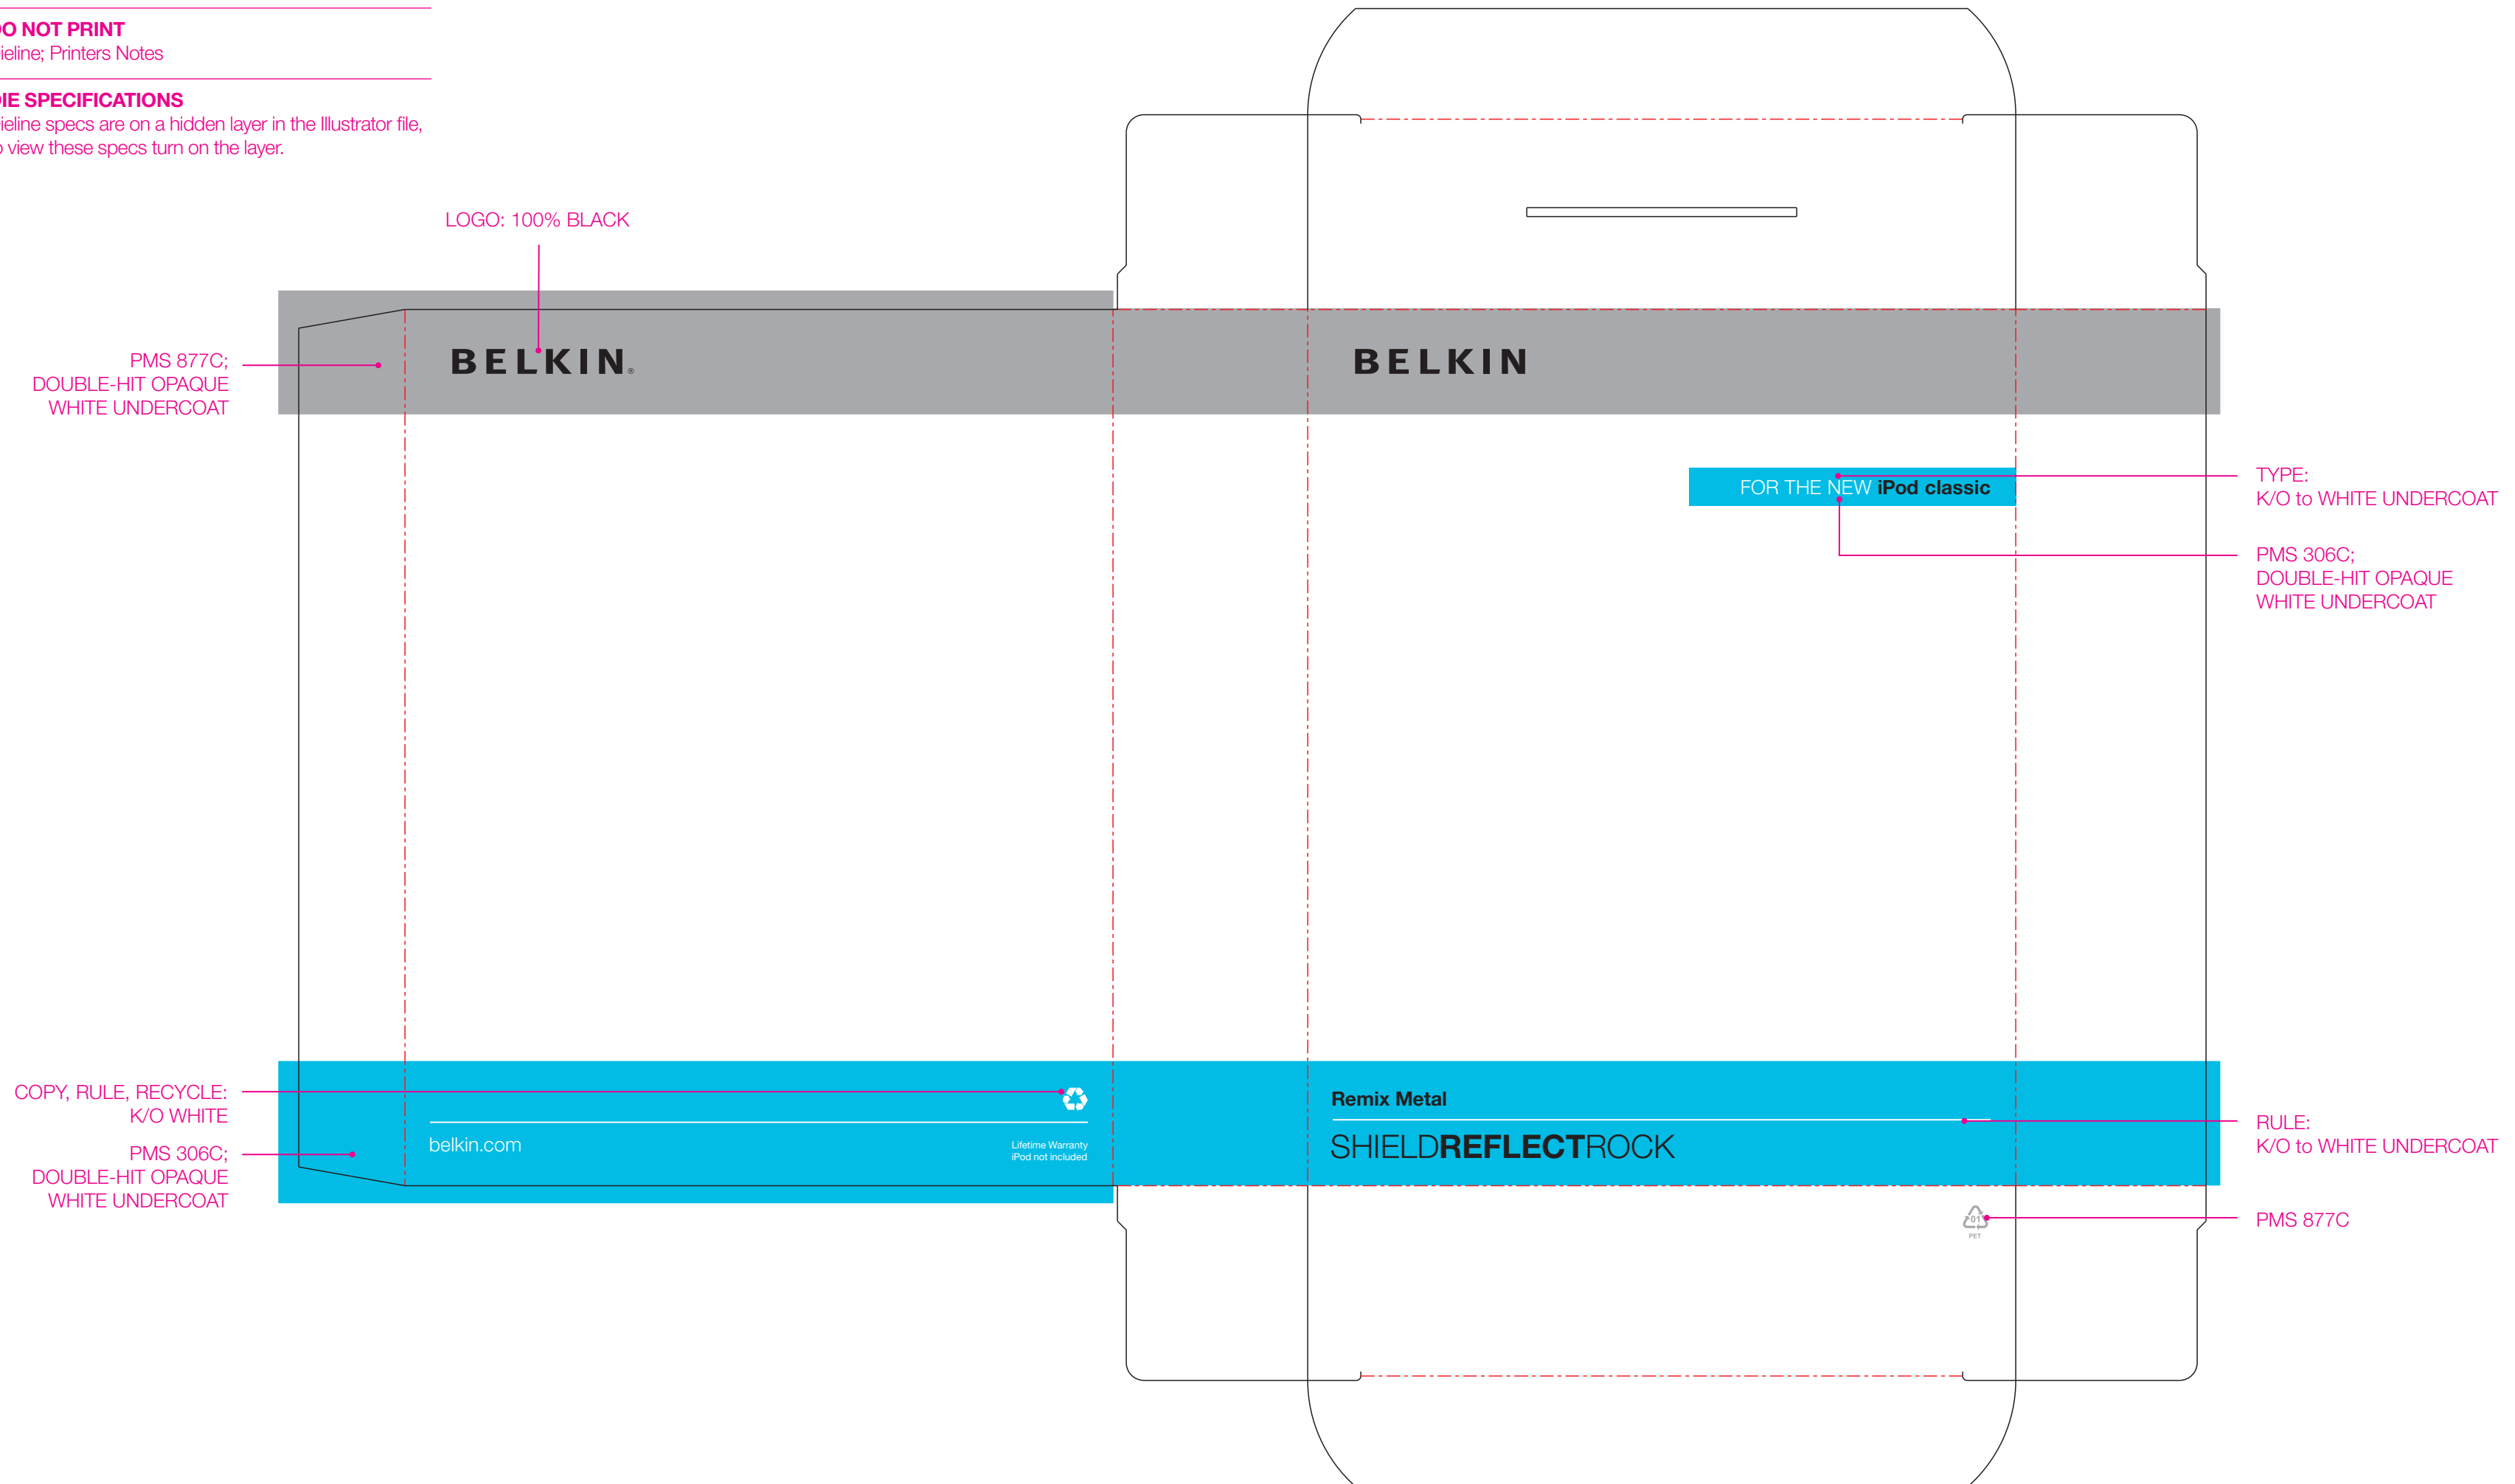 DO NOT PRINT
ieline; Printers Notes
DIE SPECIFICATIONS
ieline specs are on a hidden layer in the Illustrator file,
o view these specs turn on the layer.
LOGO: 100% BLACK
PMS 877C;
DOUBLE-HIT OPAQUE
WHITE UNDERCOAT
BELKIN®
BELKIN
FOR THE NEW iPod classic
TYPE:
K/O to WHITE UNDERCOAT
PMS 306C;
DOUBLE-HIT OPAQUE
WHITE UNDERCOAT
COPY, RULE, RECYCLE:
K/O WHITE
PMS 306C;
DOUBLE-HIT OPAQUE
WHITE UNDERCOAT
belkin.com
Lifetime Warranty
iPod not included
Remix Metal
SHIELDREFLECTROCK
RULE:
K/O to WHITE UNDERCOAT
01
PET
PMS 877C